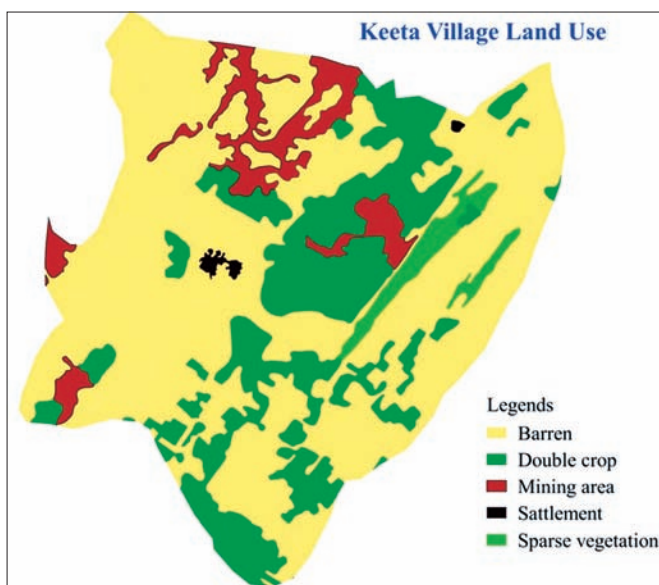 Keeta Village Land Use
Legends
Barren
Double crop
Mining area
Sattlement
Sparse vegetation